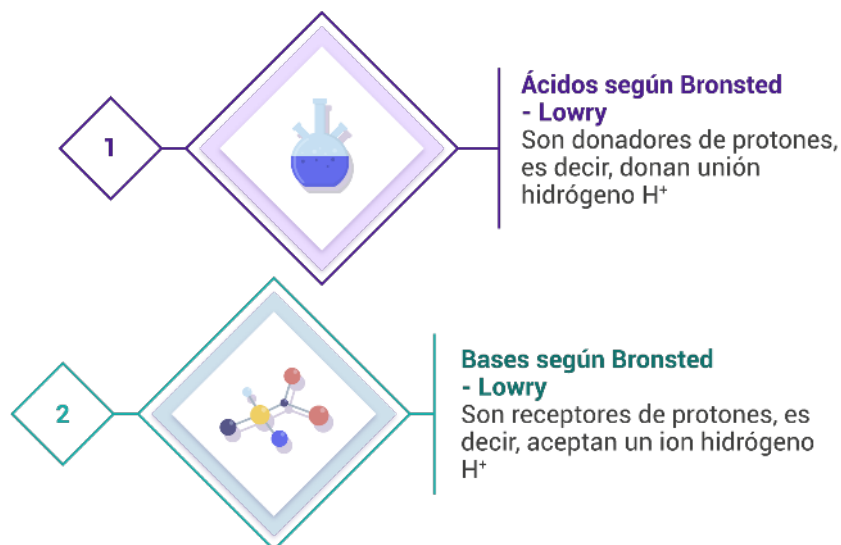 1
Ácidos según Bronsted
- Lowry
Son donadores de protones,
es decir, donan unión
hidrógeno H⁺
2
Bases según Bronsted
- Lowry
Son receptores de protones, es
decir, aceptan un ion hidrógeno
H⁺